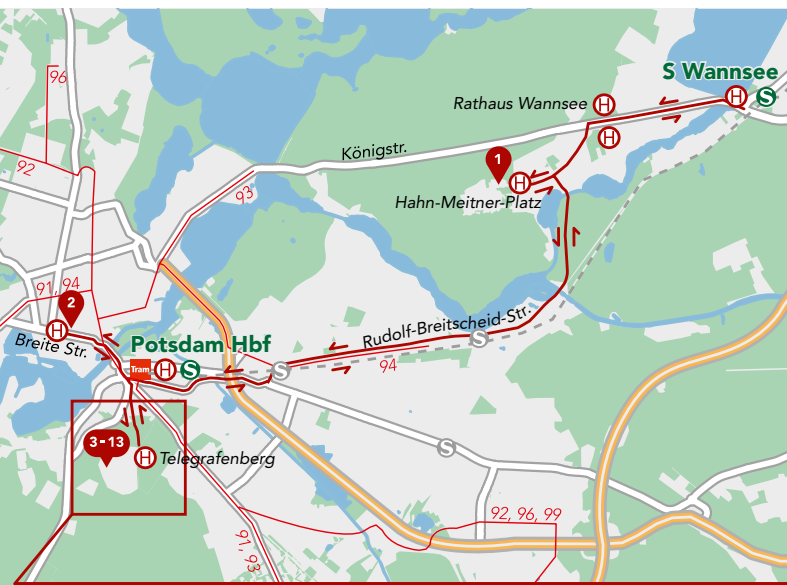 S Wannsee
96
Rathaus Wannsee H
H S
H
Königstr.
1
92
H
93
Hahn-Meitner-Platz
91, 94
2
H
Breite Str.
Rudolf-Breitscheid-Str.
S
Potsdam Hbf
Tram H S
S
94
3-13
H Telegrafenberg
S
92, 96, 99
91, 93